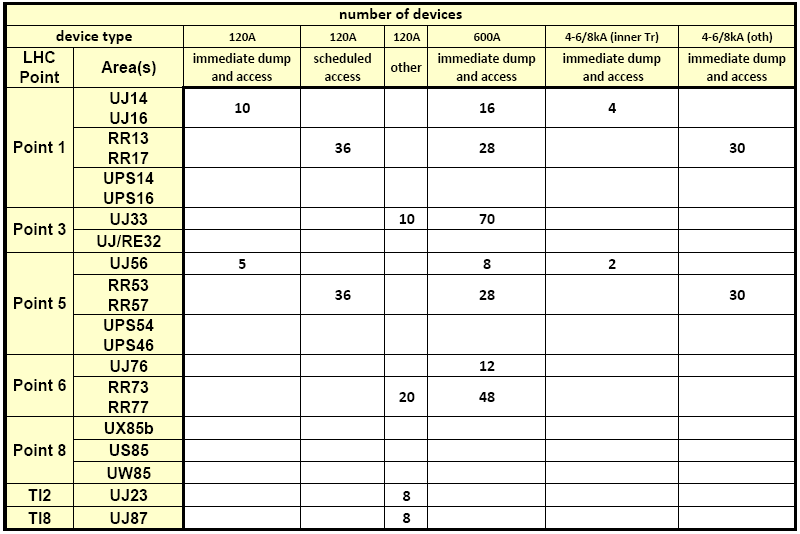 number of devices
device type 120A 120A 120A 600A 4-6/8kA (inner Tr) 4-6/8kA (oth)
LHC Point Area(s) immediate dump and access scheduled access other immediate dump and access immediate dump and access immediate dump and access
Point 1
UJ14
UJ16 10 16 4
RR13
RR17 36 28 30
UPS14
UPS16
Point 3
UJ33 10 70
UJ/RE32
Point 5
UJ56 5 8 2
RR53
RR57 36 28 30
UPS54
UPS46
Point 6
UJ76 12
RR73
RR77 20 48
Point 8
UX85b
US85
UW85
TI2 UJ23 8
TI8 UJ87 8